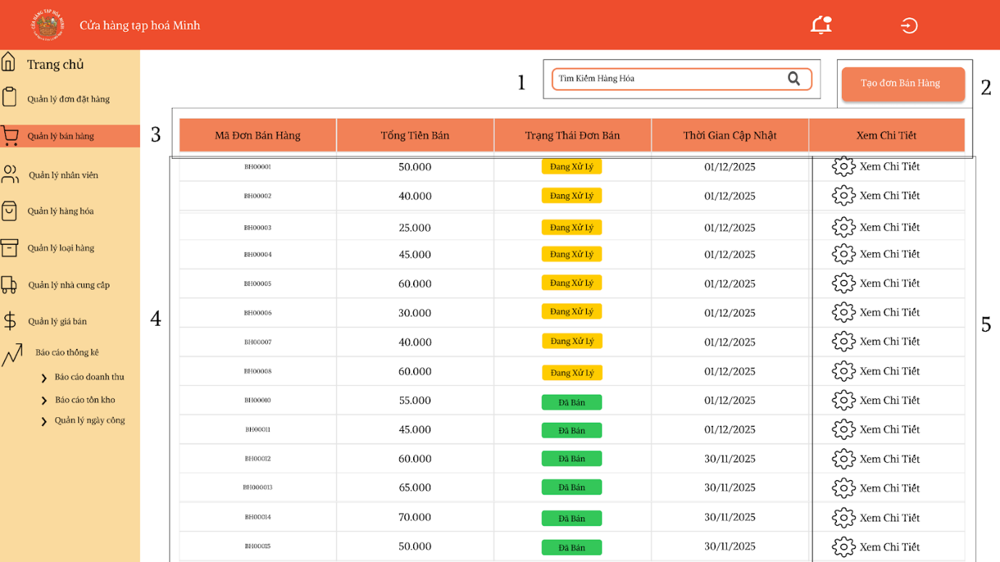 CỬA HÀNG TẠP HÓA MINH
Cửa hàng tạp hoá Minh
Trang chủ
Quản lý đơn đặt hàng
Quản lý bán hàng
Quản lý nhân viên
Quản lý hàng hóa
Quản lý loại hàng
Quản lý nhà cung cấp
Quản lý giá bán
Báo cáo thống kê
Báo cáo doanh thu
Báo cáo tồn kho
Quản lý ngày công
1
Tìm Kiếm Hàng Hóa
Tạo đơn Bán Hàng
2
3
Mã Đơn Bán Hàng Tổng Tiền Bán Trạng Thái Đơn Bán Thời Gian Cập Nhật Xem Chi Tiết
BH00001 50.000 Đang Xử Lý 01/12/2025 Xem Chi Tiết
BH00002 40.000 Đang Xử Lý 01/12/2025 Xem Chi Tiết
BH00003 25.000 Đang Xử Lý 01/12/2025 Xem Chi Tiết
BH00004 45.000 Đang Xử Lý 01/12/2025 Xem Chi Tiết
BH00005 60.000 Đang Xử Lý 01/12/2025 Xem Chi Tiết
4
BH00006 30.000 Đang Xử Lý 01/12/2025 Xem Chi Tiết
5
BH00007 40.000 Đang Xử Lý 01/12/2025 Xem Chi Tiết
BH00008 60.000 Đang Xử Lý 01/12/2025 Xem Chi Tiết
BH00010 55.000 Đã Bán 01/12/2025 Xem Chi Tiết
BH00011 45.000 Đã Bán 01/12/2025 Xem Chi Tiết
BH00012 60.000 Đã Bán 30/11/2025 Xem Chi Tiết
BH000013 65.000 Đã Bán 30/11/2025 Xem Chi Tiết
BH00014 70.000 Đã Bán 30/11/2025 Xem Chi Tiết
BH00015 50.000 Đã Bán 30/11/2025 Xem Chi Tiết